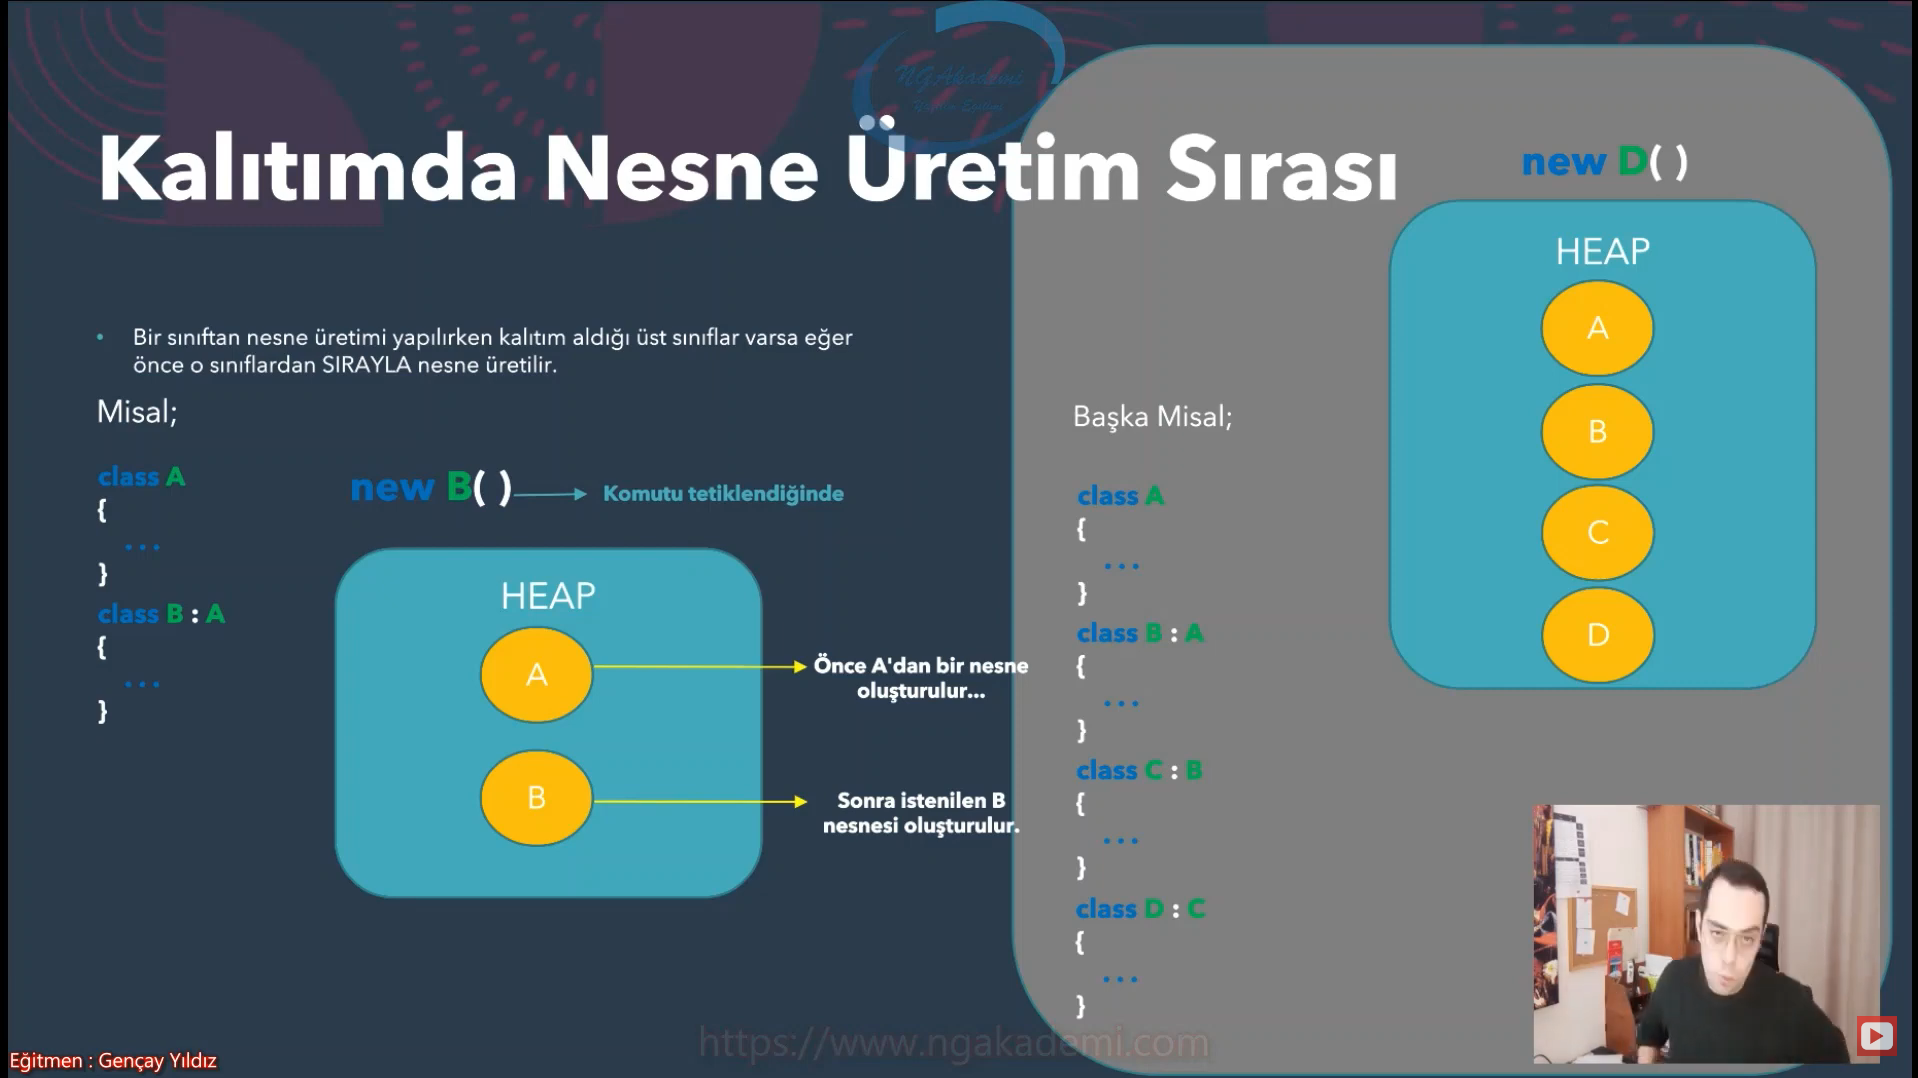 NGAkademi
Kalıtımda Nesne Üretim Sırası
• Bir sınıftan nesne üretimi yapılırken kalıtım aldığı üst sınıflar varsa eğer
önce o sınıflardan SIRAYLA nesne üretilir.
Misal;
class A
{
...
}
class B : A
{
...
}
new B( )
Komutu tetiklendiğinde
HEAP
A
Önce A'dan bir nesne
oluşturulur...
B
Sonra istenilen B
nesnesi oluşturulur.
Başka Misal;
class A
{
...
}
class B : A
{
...
}
class C : B
{
...
}
class D : C
{
...
}
new D( )
HEAP
A
B
C
D
https://www.ngakademi.com
Eğitmen : Gençay Yıldız